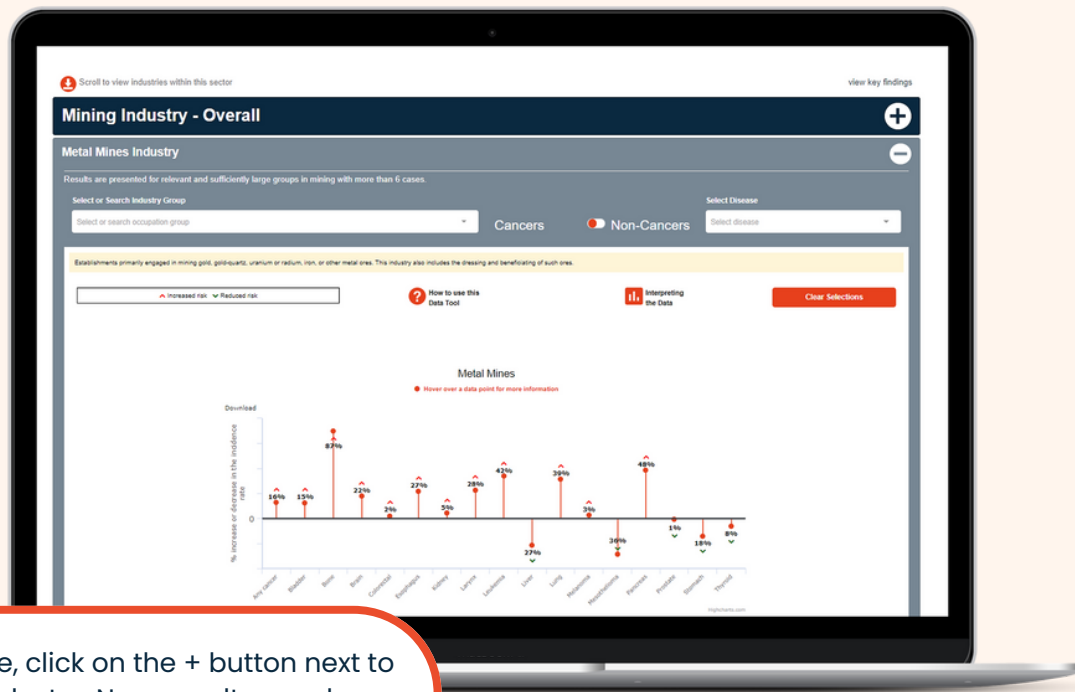 Scroll to view industries within this sector
view key findings
Mining Industry - Overall
Metal Mines Industry
Results are presented for relevant and sufficiently large groups in mining with more than 6 cases.
Select or Search Industry Group
Select Disease
Select or search occupation group
Cancers
Non-Cancers
Select disease
Establishments primarily engaged in mining gold, gold-quartz, uranium or radium, iron, or other metal ores. This industry also includes the dressing and beneficiating of such ores.
Increased risk
Reduced risk
How to use this
Data Tool
Interpreting
the Data
Clear Selections
Metal Mines
Hover over a data point for more information
Download
% increase or decrease in the incidence
rate
0
16%
15%
87%
22%
2%
27%
5%
28%
42%
27%
39%
3%
36%
48%
1%
18%
8%
Any cancer
Bladder
Bone
Brain
Colorectal
Esophagus
Kidney
Larynx
Leukemia
Liver
Lung
Melanoma
Mesothelioma
Pancreas
Prostate
Stomach
Thyroid
Highcharts.com
click on the + button next to